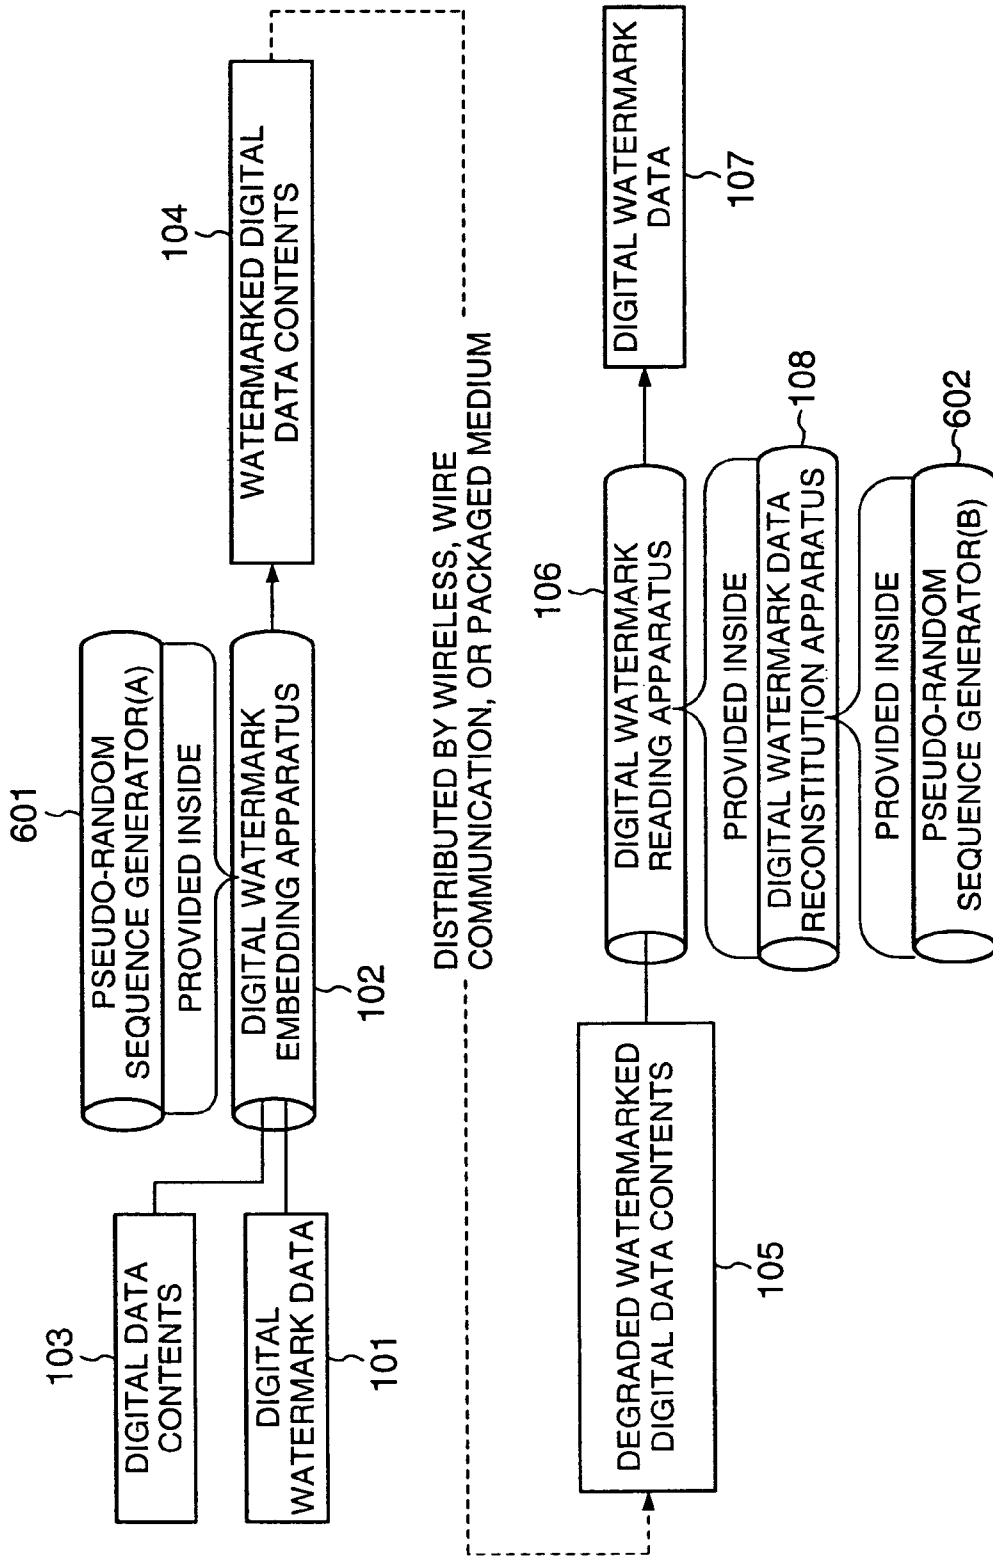 601
PSEUDO-RANDOM
SEQUENCE GENERATOR(A)
PROVIDED INSIDE
103
DIGITAL DATA
CONTENTS
DIGITAL
WATERMARK DATA
101
DIGITAL WATERMARK
EMBEDDING APPARATUS
102
104
WATERMARKED DIGITAL
DATA CONTENTS
DISTRIBUTED BY WIRELESS, WIRE
COMMUNICATION, OR PACKAGED MEDIUM
DEGRADED WATERMARKED
DIGITAL DATA CONTENTS
105
106
DIGITAL WATERMARK
READING APPARATUS
PROVIDED INSIDE
DIGITAL WATERMARK DATA
RECONSTITUTION APPARATUS
108
PROVIDED INSIDE
PSEUDO-RANDOM
SEQUENCE GENERATOR(B)
602
DIGITAL WATERMARK
DATA
107